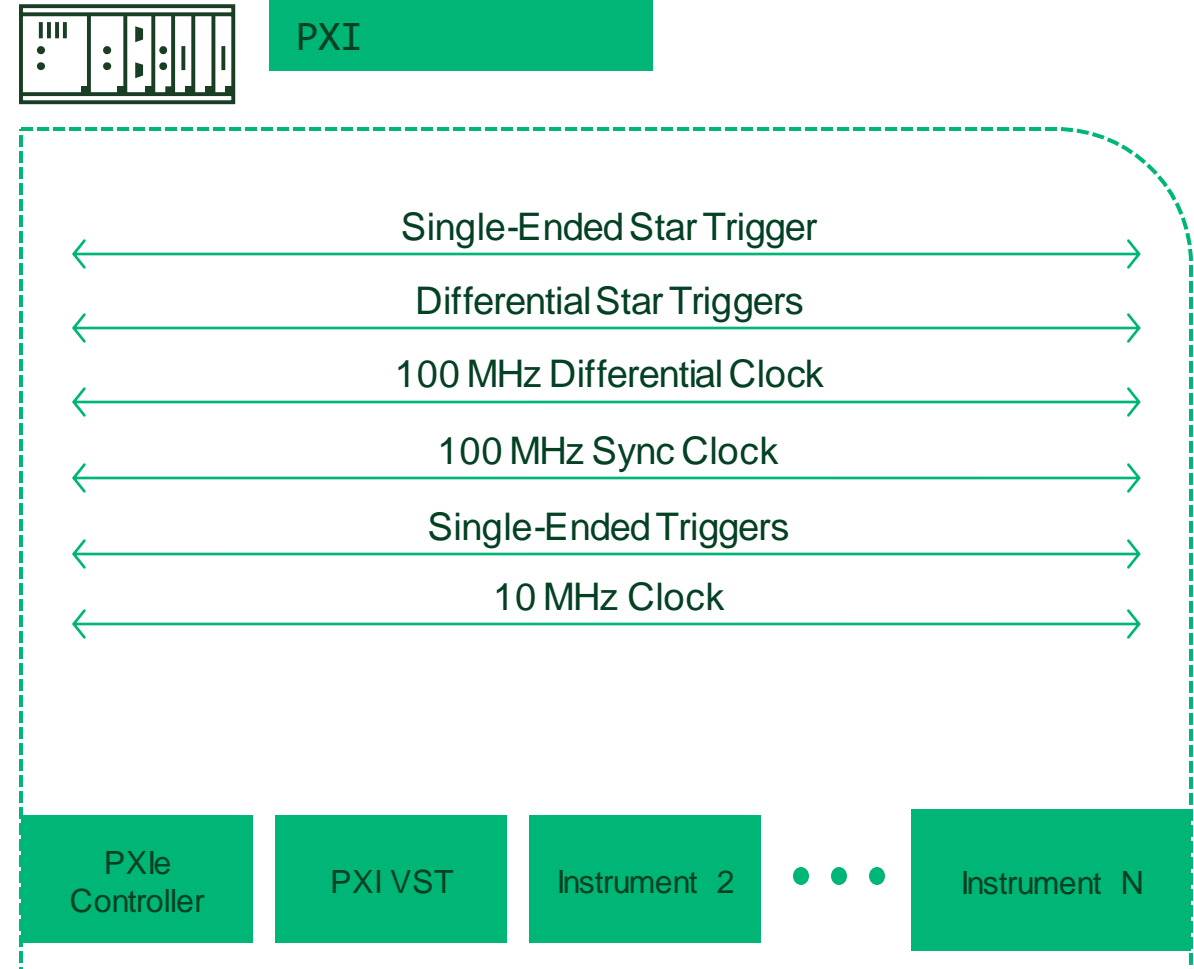 PXI
Single-Ended Star Trigger
Differential Star Triggers
100 MHz Differential Clock
100 MHz Sync Clock
Single-Ended Triggers
10 MHz Clock
PXIe
Controller
PXI VST
Instrument 2
Instrument N